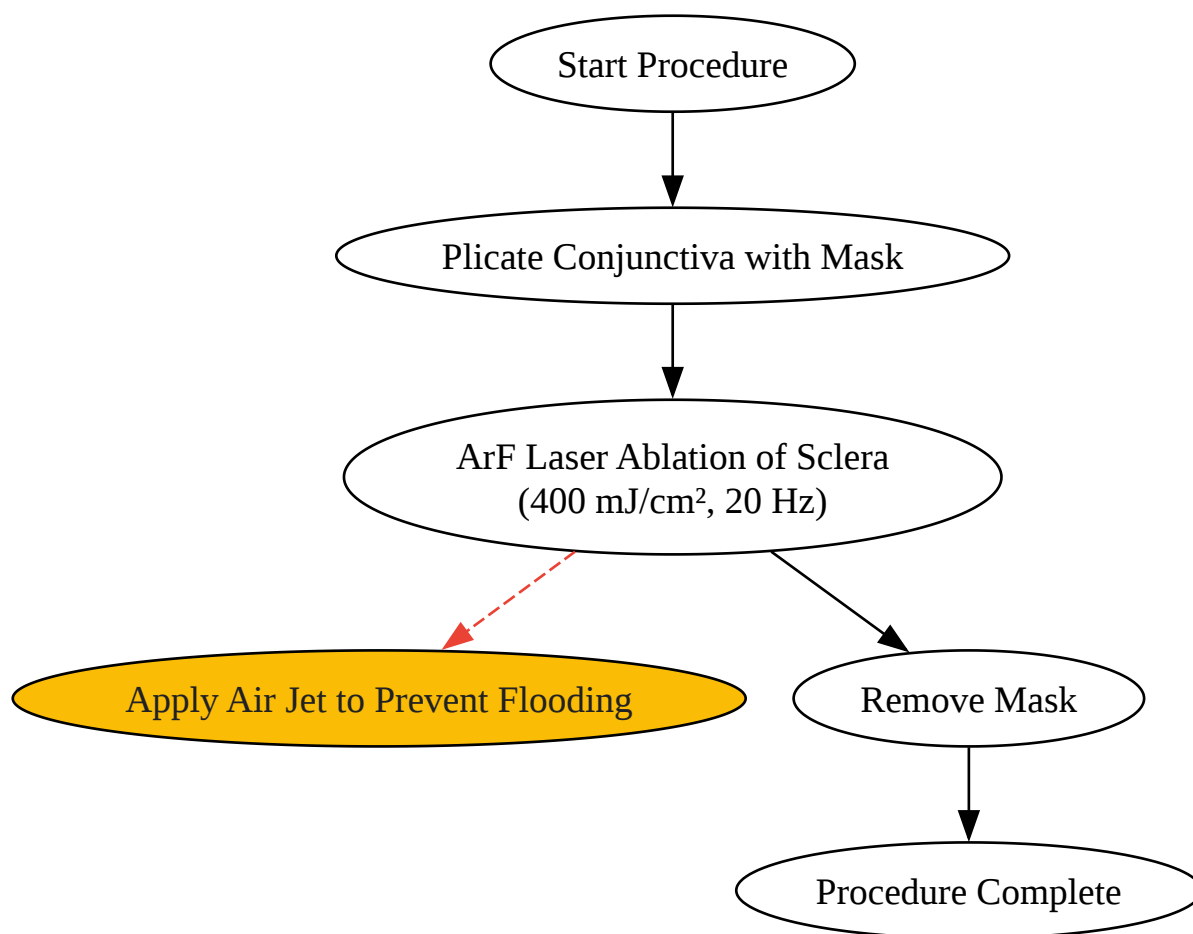 Start Procedure
Plicate Conjunctiva with Mask
ArF Laser Ablation of Sclera
(400 mJ/cm², 20 Hz)
Apply Air Jet to Prevent Flooding
Remove Mask
Procedure Complete